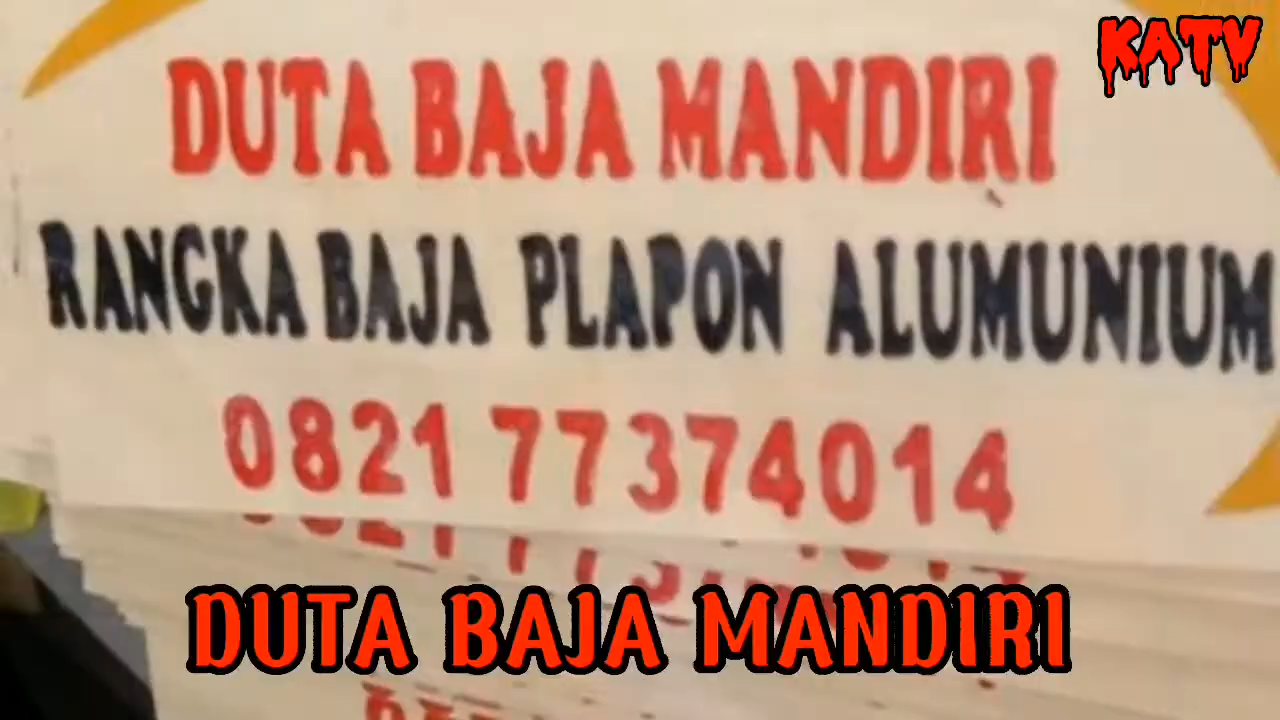 KATV
DUTA BAJA MANDIRI
RANGKA BAJA PLAPON ALUMUNIUM
0821 77374014
DUTA BAJA MANDIRI